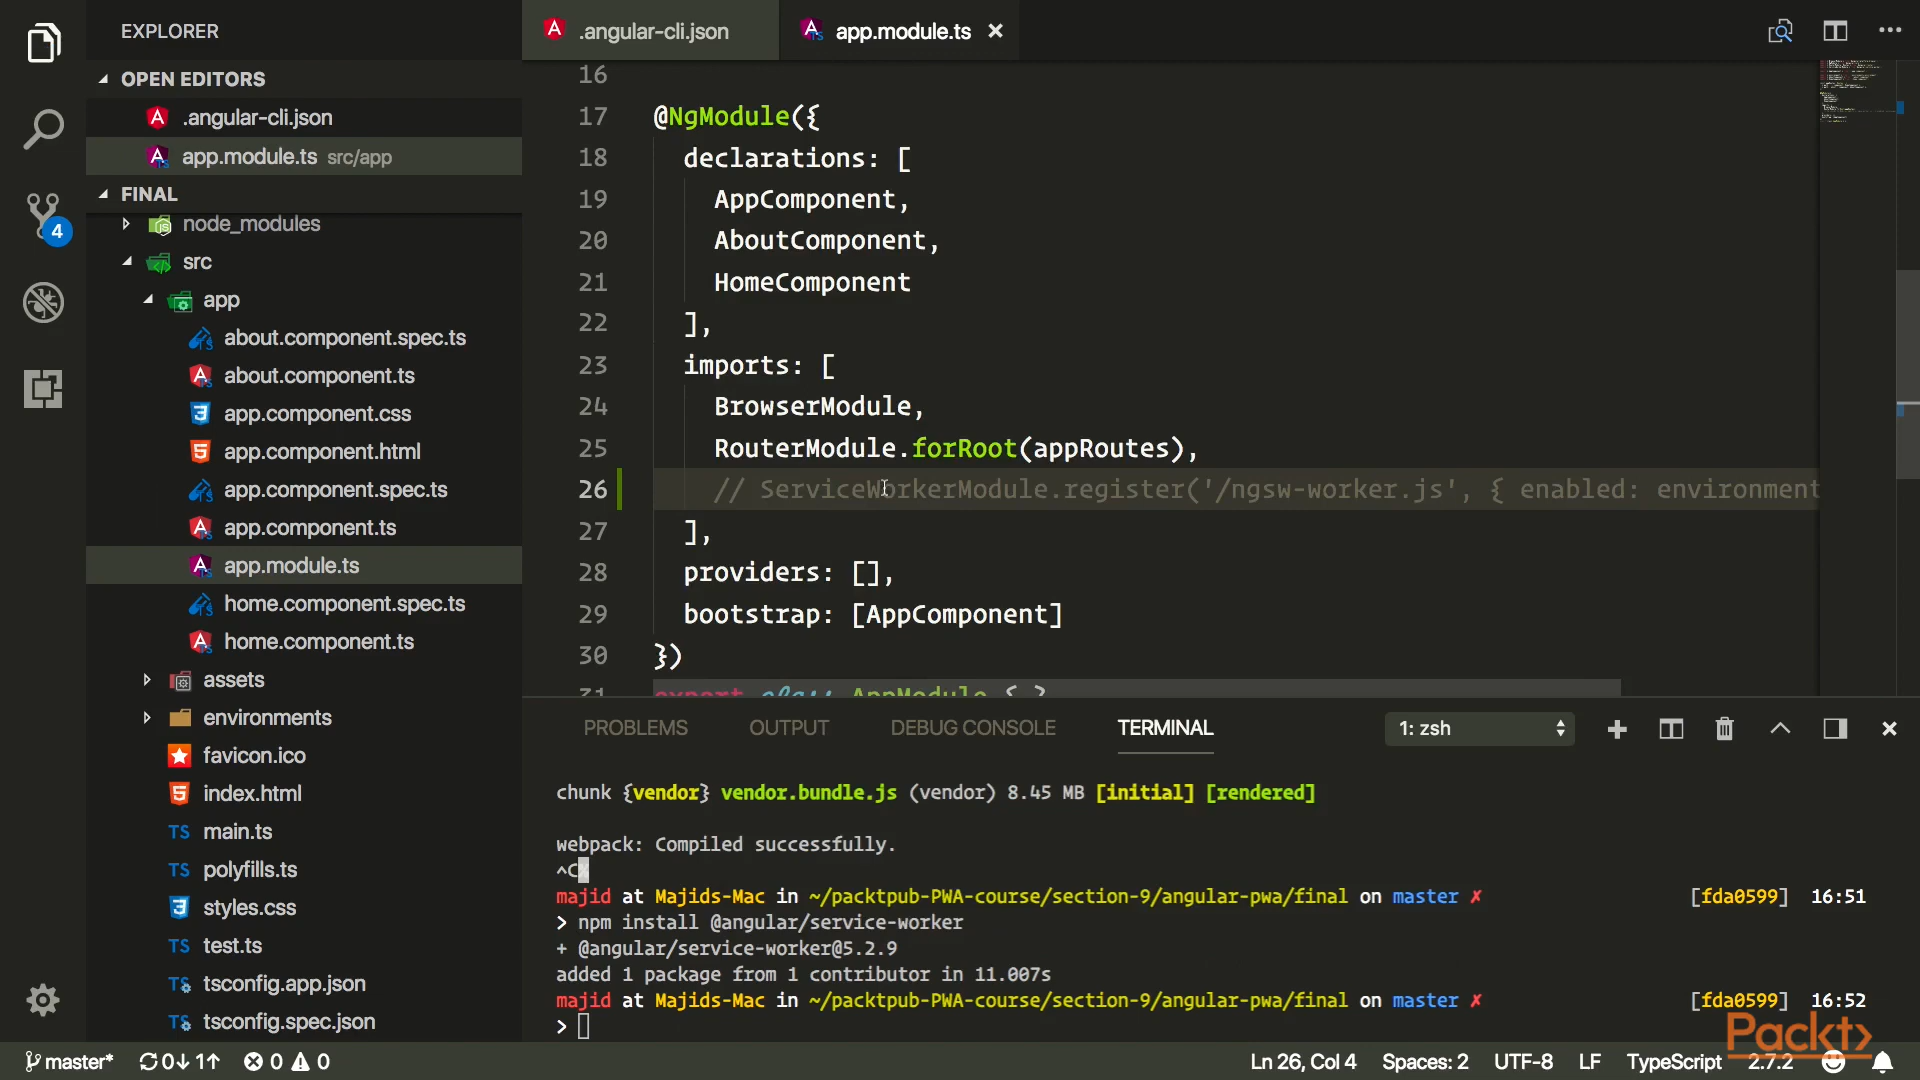 EXPLORER
OPEN EDITORS
.angular-cli.json
app.module.ts src/app
FINAL
node_modules
src
app
about.component.spec.ts
about.component.ts
app.component.css
app.component.html
app.component.spec.ts
app.component.ts
app.module.ts
home.component.spec.ts
home.component.ts
assets
environments
favicon.ico
index.html
main.ts
polyfills.ts
styles.css
test.ts
tsconfig.app.json
tsconfig.spec.json
4
.angular-cli.json
app.module.ts
16
17 @NgModule({
18 declarations: [
19 AppComponent,
20 AboutComponent,
21 HomeComponent
22 ],
23 imports: [
24 BrowserModule,
25 RouterModule.forRoot(appRoutes),
26 // ServiceWorkerModule.register('/ngsw-worker.js', { enabled: environment
27 ],
28 providers: [],
29 bootstrap: [AppComponent]
30 })
31 export class AppModule { }
PROBLEMS OUTPUT DEBUG CONSOLE TERMINAL 1: zsh
chunk {vendor} vendor.bundle.js (vendor) 8.45 MB [initial] [rendered]
webpack: Compiled successfully.
^C%
majid at Majids-Mac in ~/packtpub-PWA-course/section-9/angular-pwa/final on master ✗ [fda0599] 16:51
> npm install @angular/service-worker
+ @angular/service-worker@5.2.9
added 1 package from 1 contributor in 11.007s
majid at Majids-Mac in ~/packtpub-PWA-course/section-9/angular-pwa/final on master ✗ [fda0599] 16:52
>
Packt>
master* 0↓ 1↑ 0 0 Ln 26, Col 4 Spaces: 2 UTF-8 LF TypeScript 2.7.2